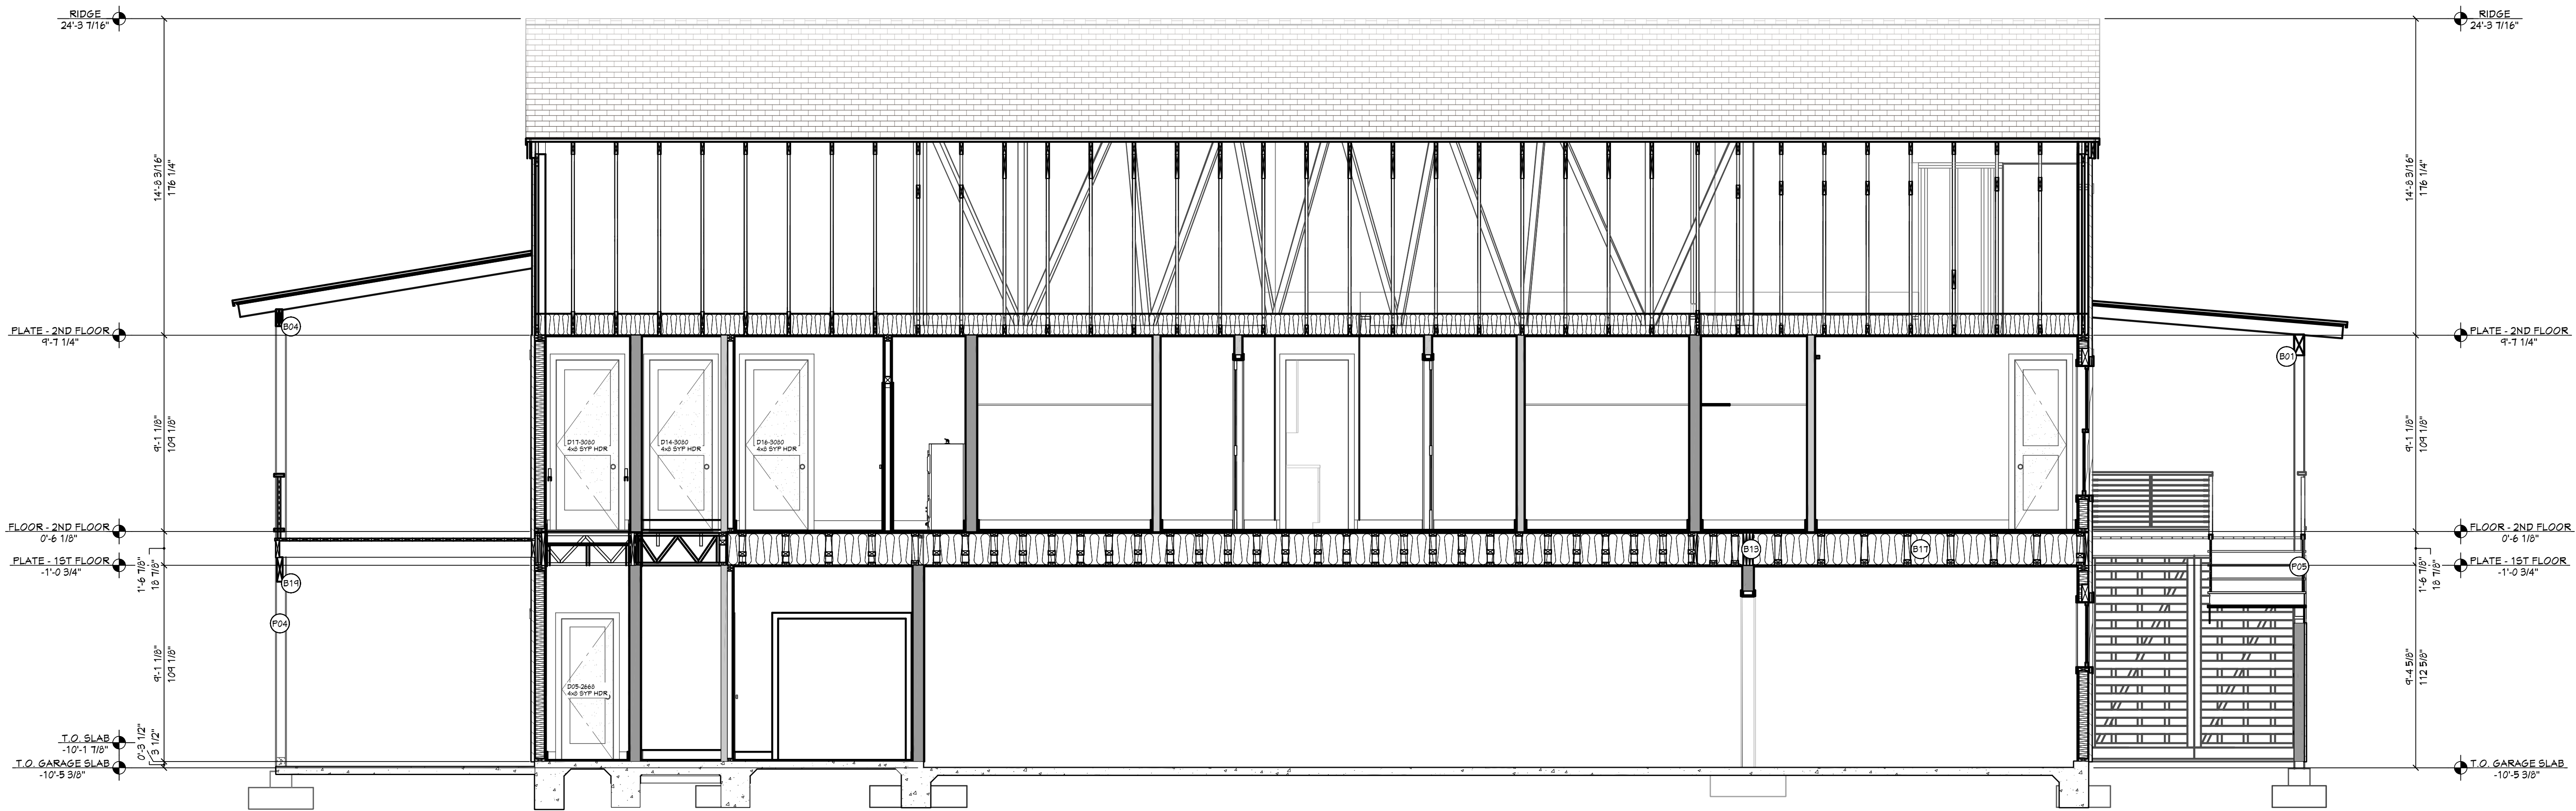 RIDGE
24'-3 7/16"
RIDGE
24'-3 7/16"
14'-8 3/16"
176 1/4"
14'-8 3/16"
176 1/4"
B04
PLATE - 2ND FLOOR
9'-7 1/4"
PLATE - 2ND FLOOR
9'-7 1/4"
B01
9'-1 1/8"
109 1/8"
D17-3080
4x8 SYP HDR
D14-3080
4x8 SYP HDR
D16-3080
4x8 SYP HDR
9'-1 1/8"
109 1/8"
FLOOR - 2ND FLOOR
0'-6 1/8"
FLOOR - 2ND FLOOR
0'-6 1/8"
B13
B17
PLATE - 1ST FLOOR
-1'-0 3/4"
1'-6 7/8"
18 7/8"
B19
P05
PLATE - 1ST FLOOR
-1'-0 3/4"
1'-6 7/8"
18 7/8"
P04
9'-1 1/8"
109 1/8"
D05-2668
4x8 SYP HDR
9'-4 5/8"
112 5/8"
T.O. SLAB
-10'-1 7/8"
0'-3 1/2"
3 1/2"
T.O. GARAGE SLAB
-10'-5 3/8"
T.O. GARAGE SLAB
-10'-5 3/8"